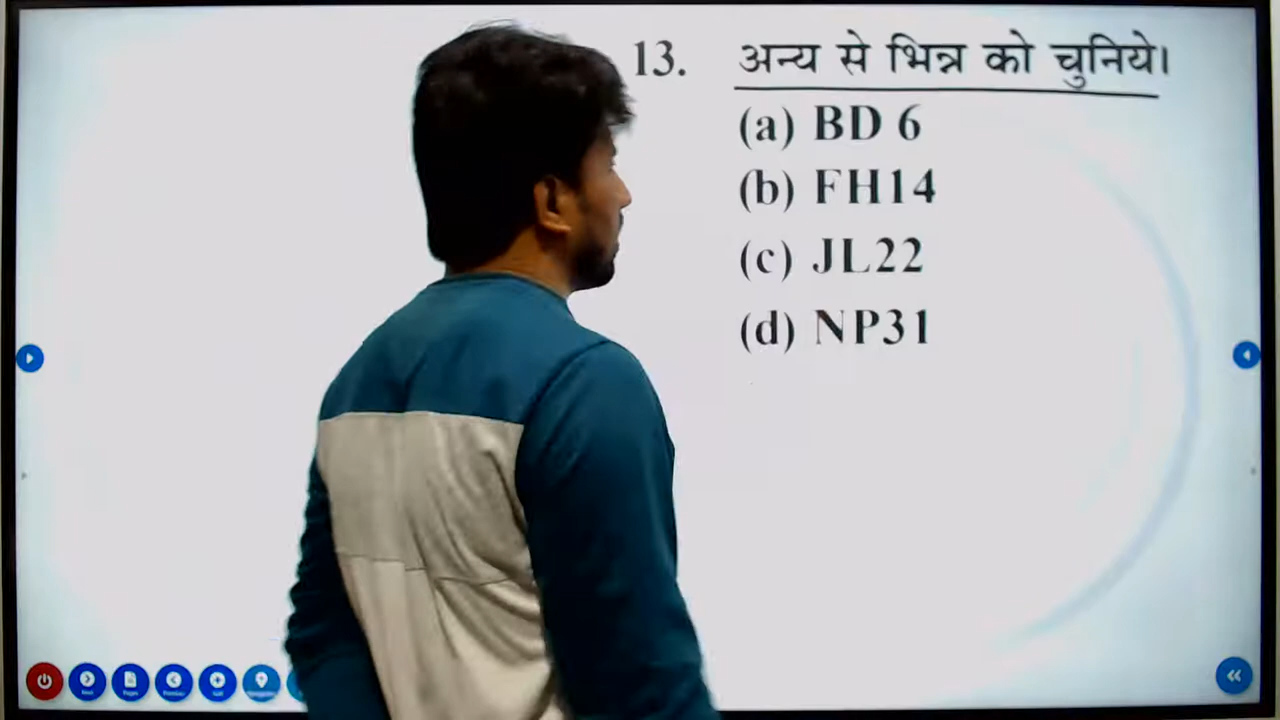 13. अन्य से भिन्न को चुनिये।
(a) BD 6
(b) FH14
(c) JL22
(d) NP31